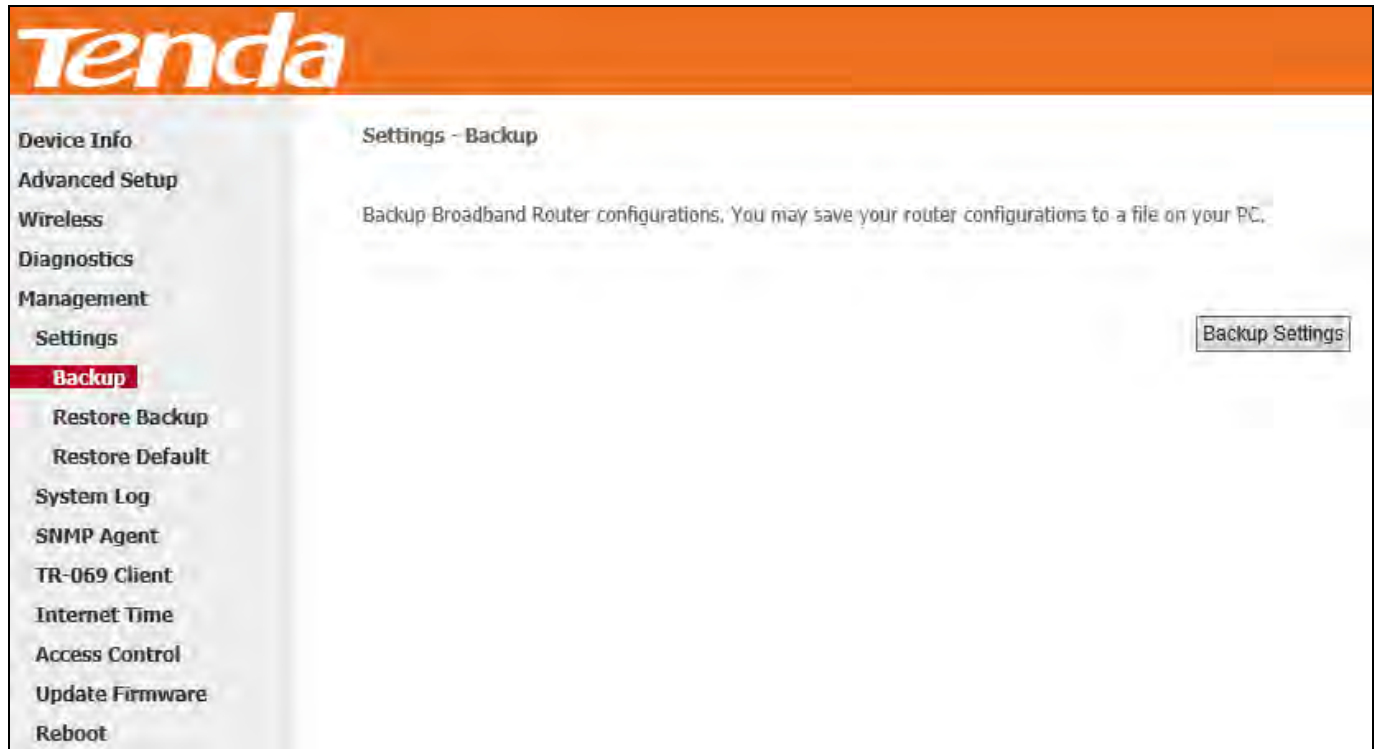 Tenda
Device Info
Advanced Setup
Wireless
Diagnostics
Management
Settings
Backup
Restore Backup
Restore Default
System Log
SNMP Agent
TR-069 Client
Internet Time
Access Control
Update Firmware
Reboot
Settings - Backup
Backup Broadband Router configurations. You may save your router configurations to a file on your PC.
Backup Settings